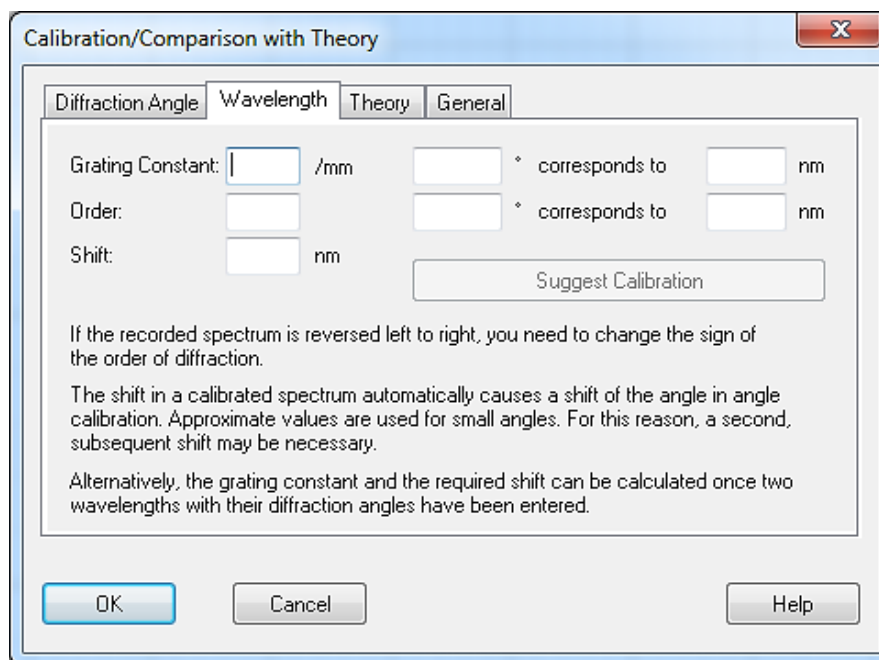 Calibration/Comparison with Theory
Diffraction Angle Wavelength Theory General
Grating Constant: /mm ° corresponds to nm
Order: ° corresponds to nm
Shift: nm
Suggest Calibration
If the recorded spectrum is reversed left to right, you need to change the sign of
the order of diffraction.
The shift in a calibrated spectrum automatically causes a shift of the angle in angle
calibration. Approximate values are used for small angles. For this reason, a second,
subsequent shift may be necessary.
Alternatively, the grating constant and the required shift can be calculated once two
wavelengths with their diffraction angles have been entered.
OK Cancel Help